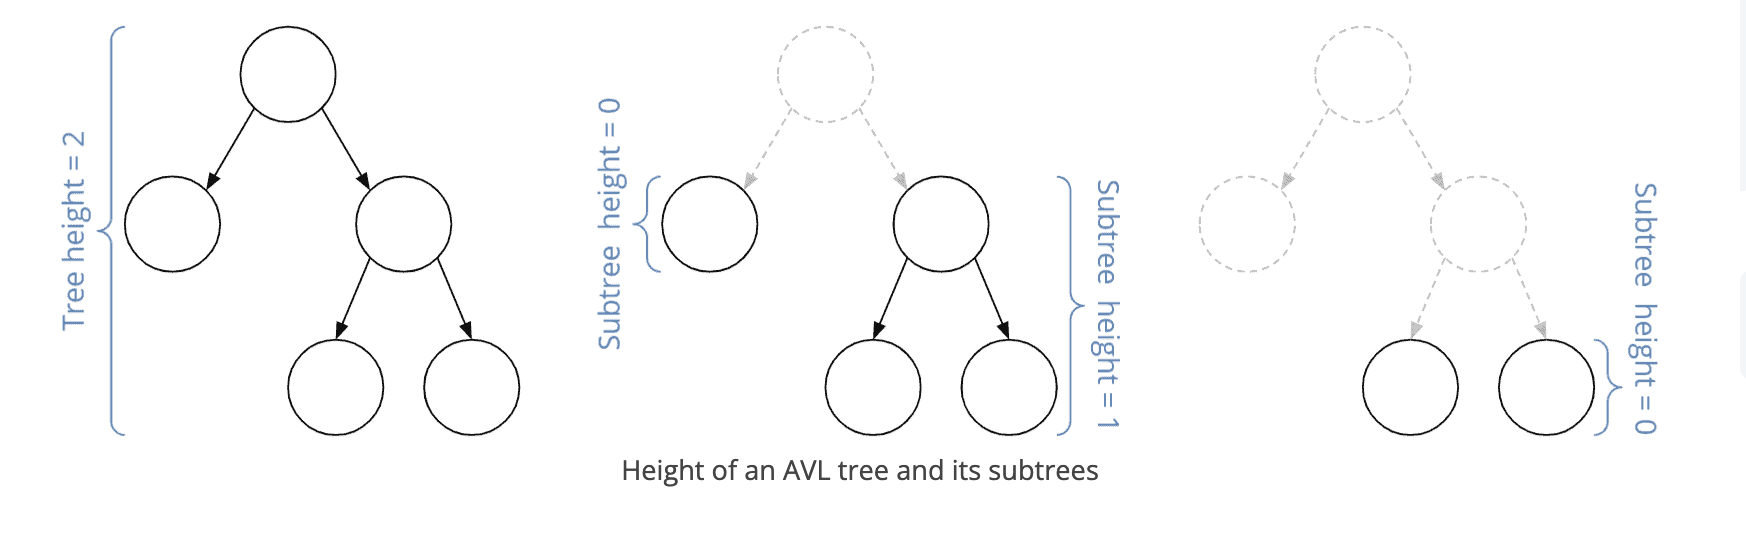 Tree height = 2
Subtree height = 0
Subtree height = 1
Subtree height = 0
Height of an AVL tree and its subtrees